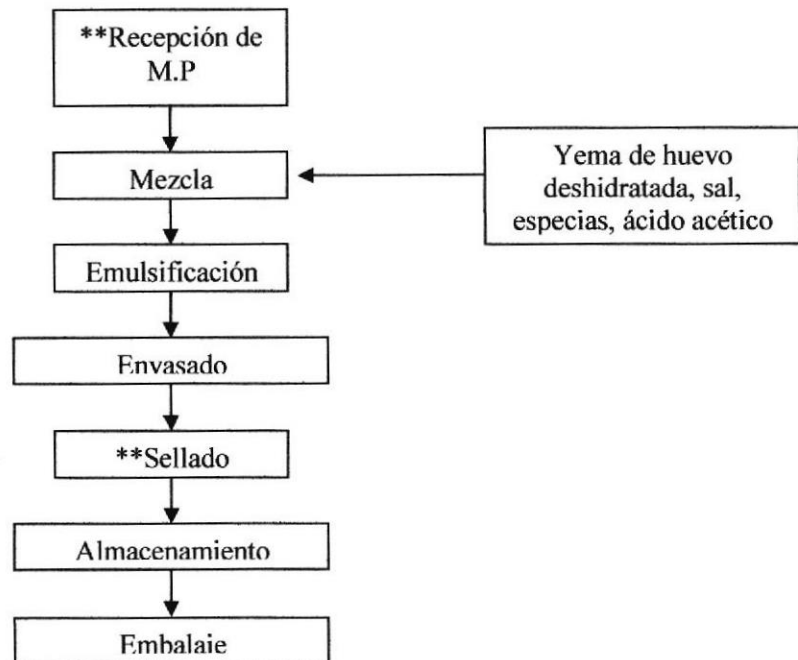 **Recepción de
M.P
Mezcla
Yema de huevo
deshidratada, sal,
especias, ácido acético
Emulsificación
Envasado
**Sellado
Almacenamiento
Embalaje